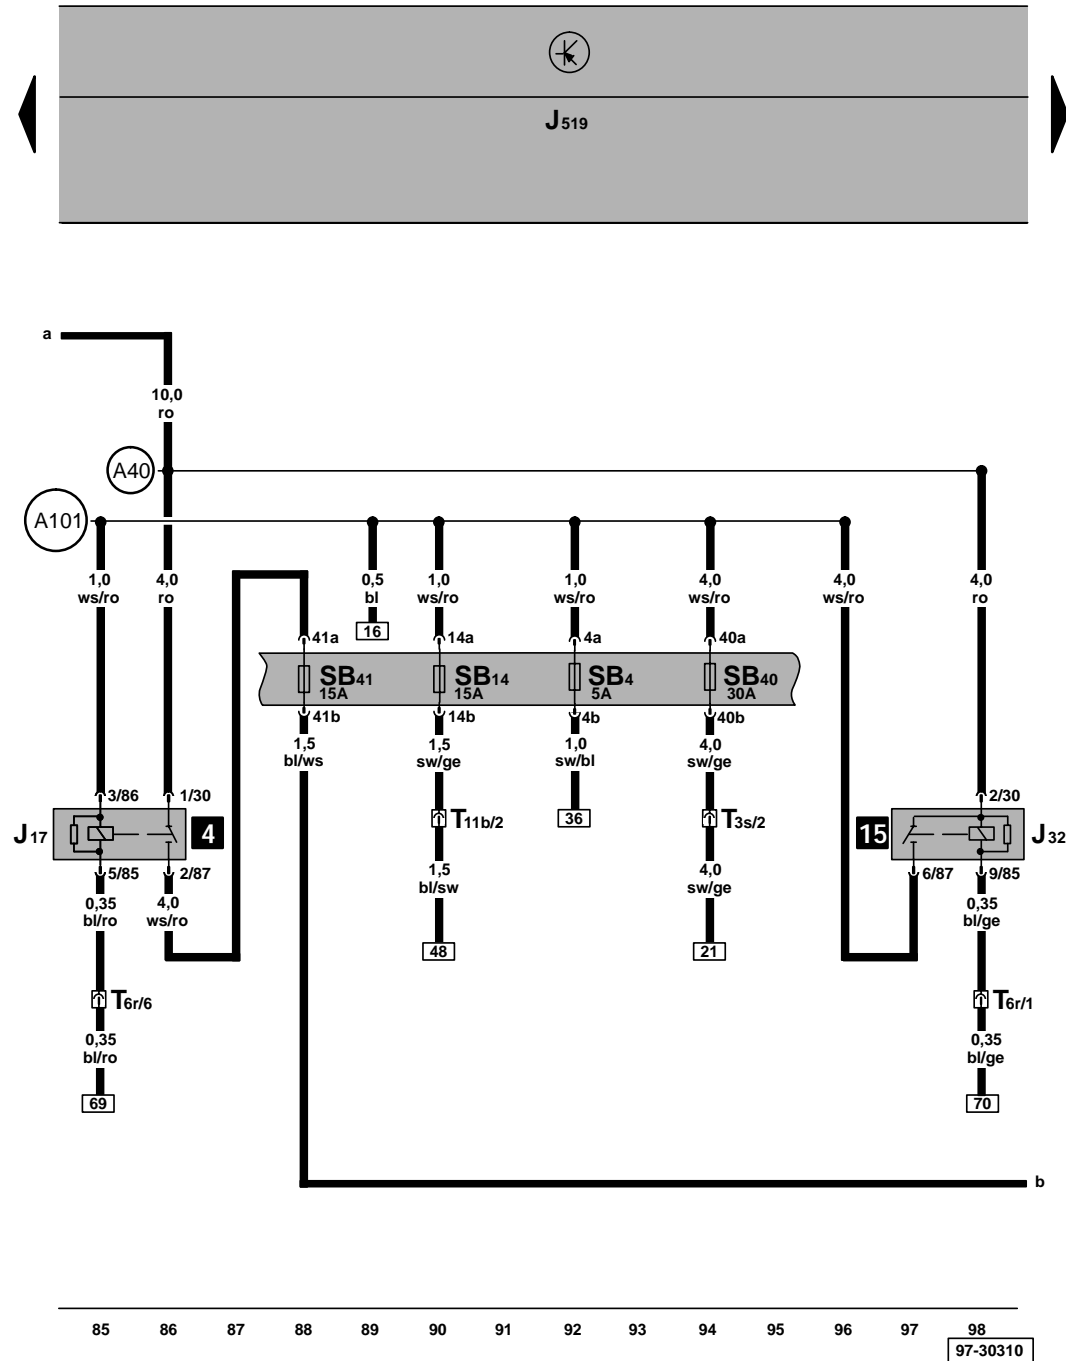 J519
a
10,0
ro
A40
A101
1,0 4,0 0,5 1,0 1,0 4,0 4,0 4,0
ws/ro ro bl ws/ro ws/ro ws/ro ws/ro ro
16
41a 14a 4a 40a
SB41 SB14 SB4 SB40
15A 15A 5A 30A
41b 14b 4b 40b
1,5 1,5 1,0 4,0
bl/ws sw/ge sw/bl sw/ge
3/86 1/30 2/30
T11b/2 36 T3s/2
J17 4 15 J32
5/85 2/87 6/87 9/85
1,5 4,0
bl/sw sw/ge
0,35 4,0 0,35
bl/ro ws/ro bl/ge
48 21
T6r/6 T6r/1
0,35 0,35
bl/ro bl/ge
69 70
b
85 86 87 88 89 90 91 92 93 94 95 96 97 98
97-30310